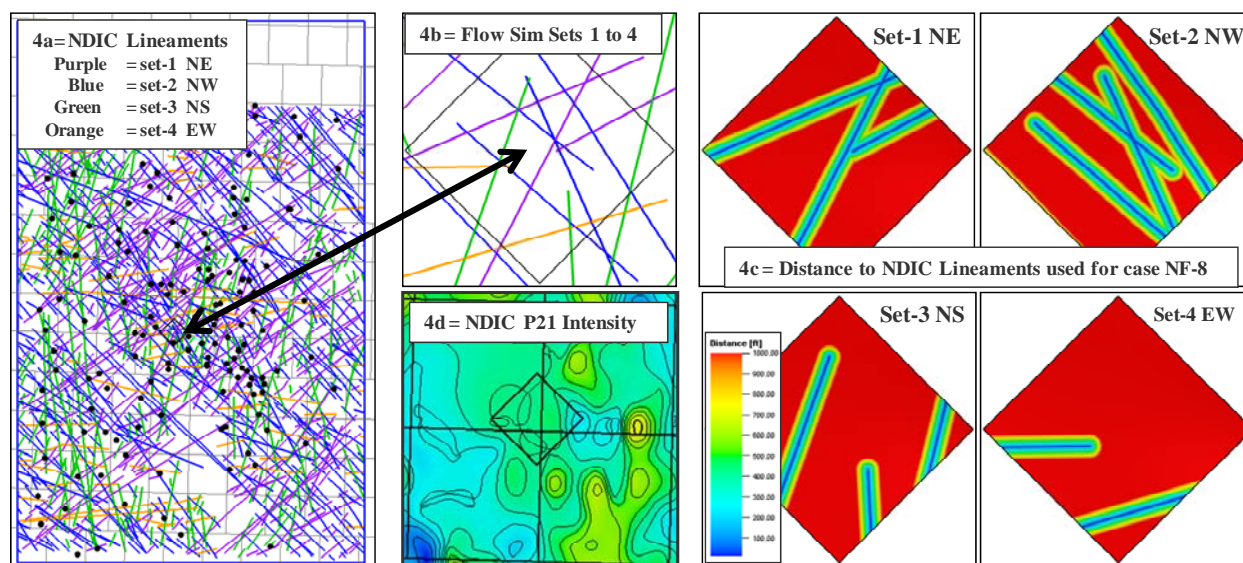 4a= NDIC Lineaments
Purple = set-1 NE
Blue = set-2 NW
Green = set-3 NS
Orange = set-4 EW
4b = Flow Sim Sets 1 to 4
Set-1 NE
Set-2 NW
4c = Distance to NDIC Lineaments used for case NF-8
4d = NDIC P21 Intensity
Set-3 NS
Set-4 EW
Distance [ft]
1000.00
900.00
800.00
700.00
600.00
500.00
400.00
300.00
200.00
100.00